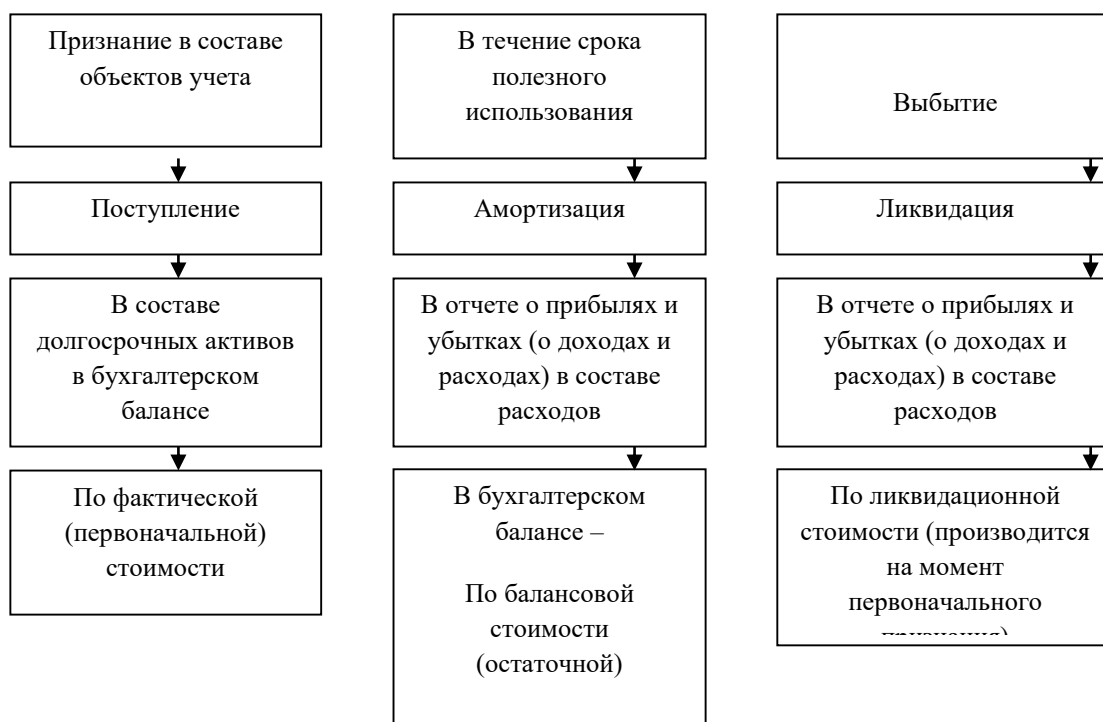 Признание в составе
объектов учета
В течение срока
полезного
использования
Выбытие
Поступление
Амортизация
Ликвидация
В составе
долгосрочных активов
в бухгалтерском
балансе
В отчете о прибылях и
убытках (о доходах и
расходах) в составе
расходов
В отчете о прибылях и
убытках (о доходах и
расходах) в составе
расходов
По фактической
(первоначальной)
стоимости
В бухгалтерском
балансе –
По балансовой
стоимости
(остаточной)
По ликвидационной
стоимости (производится
на момент
первоначального
признания)